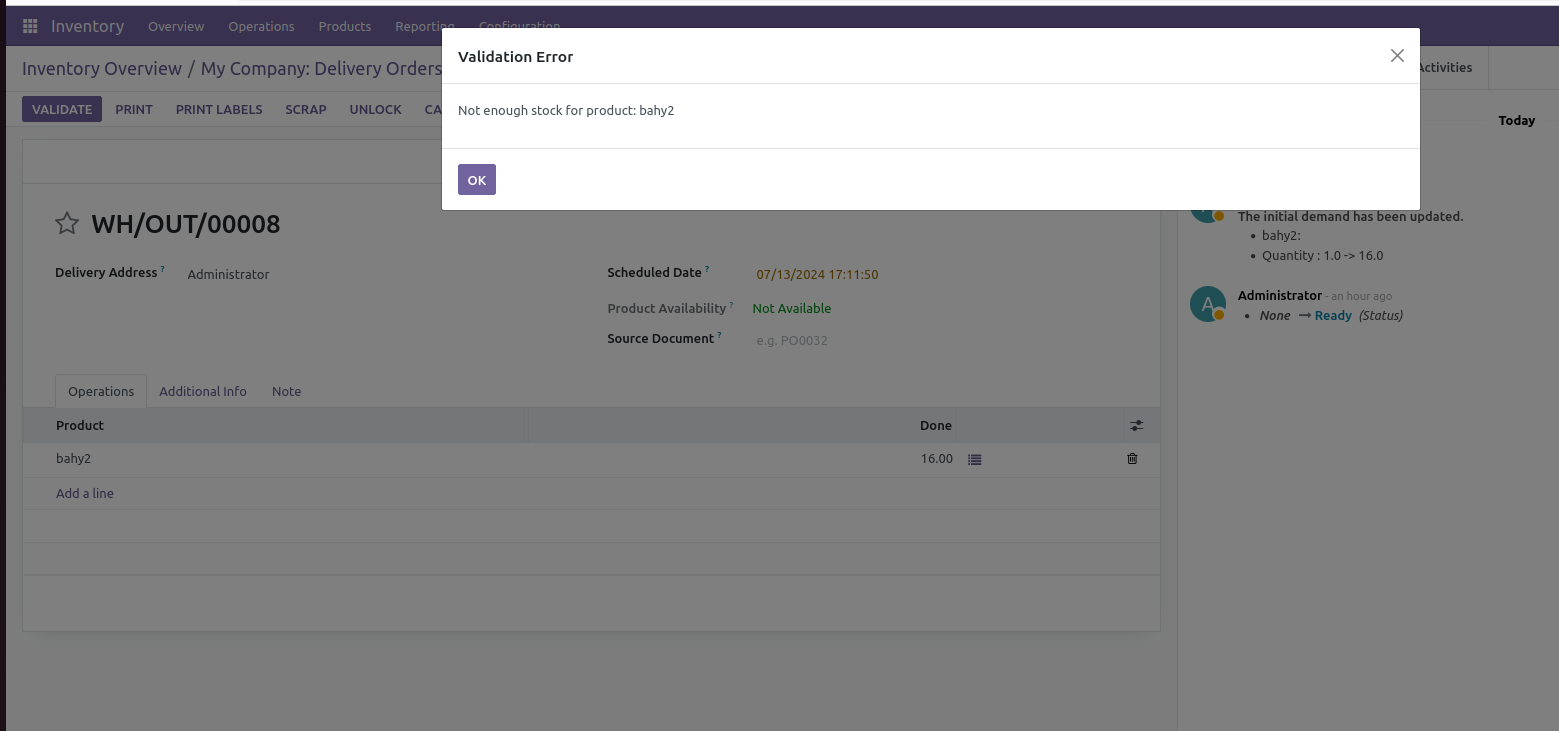 Inventory Overview Operations Products Reporting Configuration
Validation Error
Inventory Overview / My Company: Delivery Orders
Activities
VALIDATE PRINT PRINT LABELS SCRAP UNLOCK CA
Not enough stock for product: bahy2
Today
OK
WH/OUT/00008
The initial demand has been updated.
• bahy2:
• Quantity : 1.0 -> 16.0
Delivery Address ? Administrator
Scheduled Date ? 07/13/2024 17:11:50
Product Availability ? Not Available
Source Document ? e.g. PO0032
A Administrator - an hour ago
• None → Ready (Status)
Operations Additional Info Note
Product Done
bahy2 16.00
Add a line